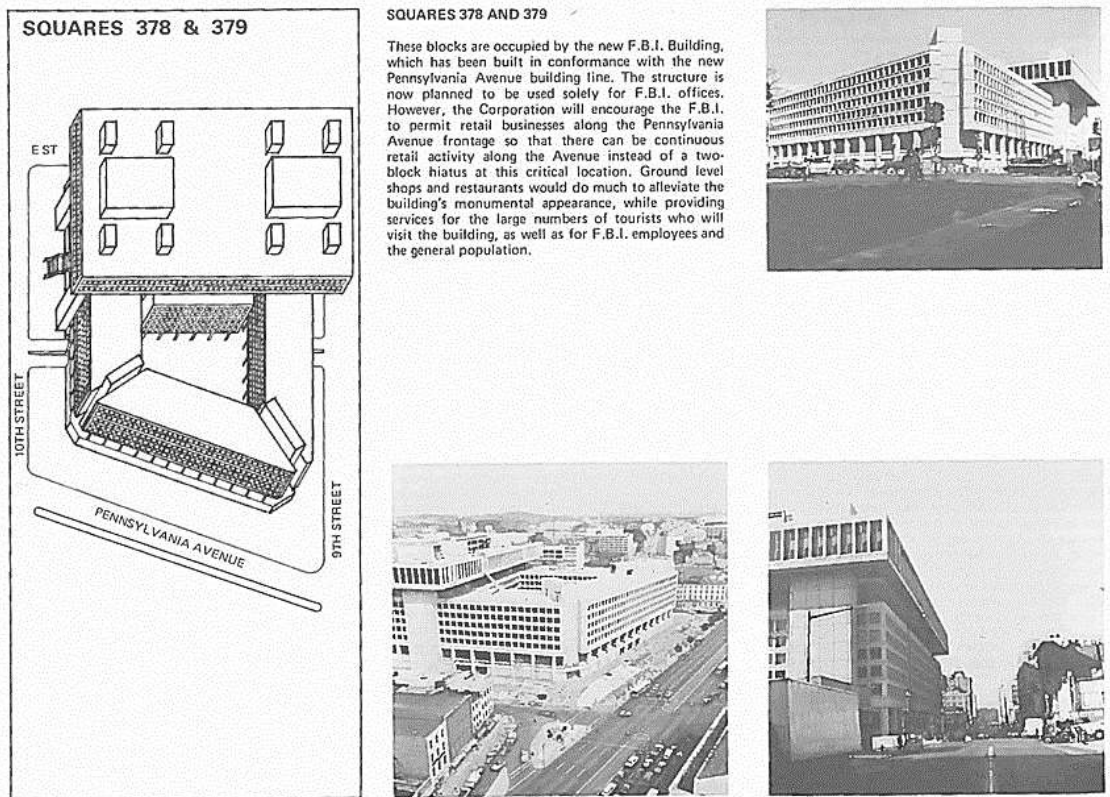 SQUARES 378 & 379
E ST
10TH STREET
PENNSYLVANIA AVENUE
9TH STREET
SQUARES 378 AND 379
These blocks are occupied by the new F.B.I. Building,
which has been built in conformance with the new
Pennsylvania Avenue building line. The structure is
now planned to be used solely for F.B.I. offices.
However, the Corporation will encourage the F.B.I.
to permit retail businesses along the Pennsylvania
Avenue frontage so that there can be continuous
retail activity along the Avenue instead of a two-
block hiatus at this critical location. Ground level
shops and restaurants would do much to alleviate the
building's monumental appearance, while providing
services for the large numbers of tourists who will
visit the building, as well as for F.B.I. employees and
the general population.